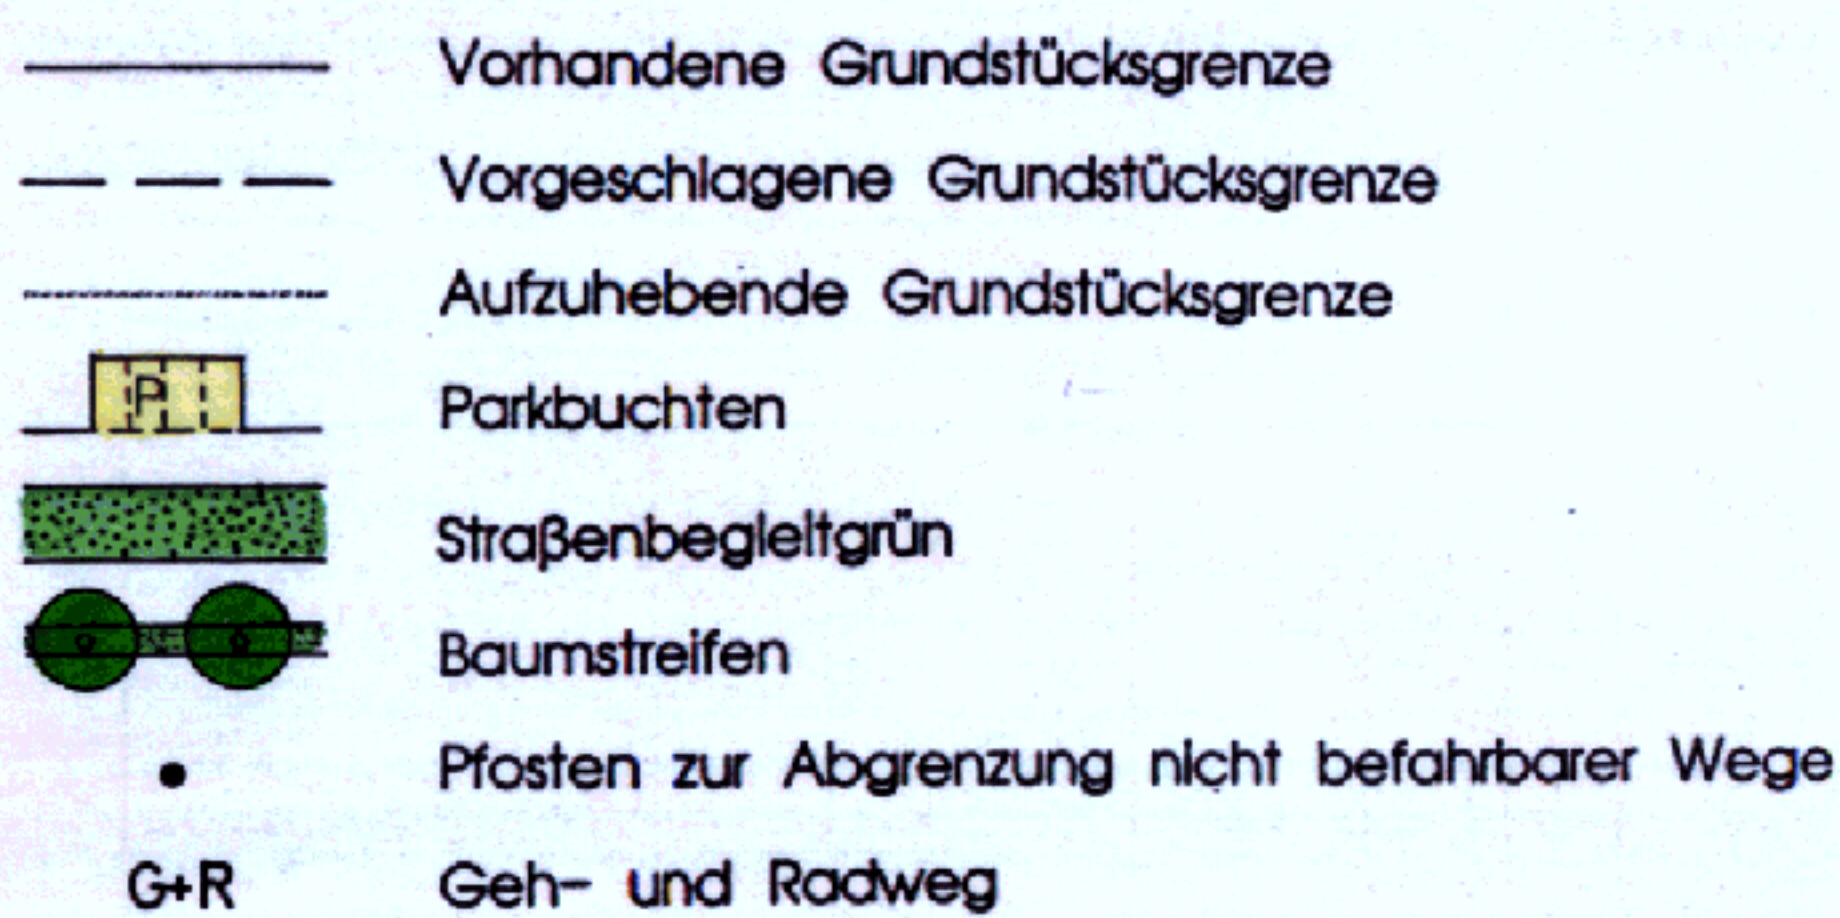 Vorhandene Grundstücksgrenze
Vorgeschlagene Grundstücksgrenze
Aufzuhebende Grundstücksgrenze
P Parkbuchten
Straßenbegleitgrün
Baumstreifen
Pfosten zur Abgrenzung nicht befahrbarer Wege
G+R Geh- und Radweg